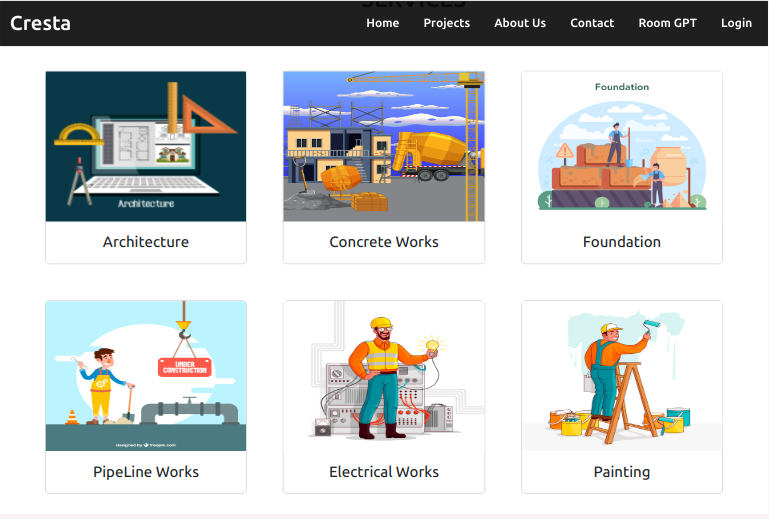 SERVICES
Cresta Home Projects About Us Contact Room GPT Login
Architecture
Foundation
Architecture Concrete Works Foundation
UNDER
CONSTRUCTION
designed by freepik.com
PipeLine Works Electrical Works Painting